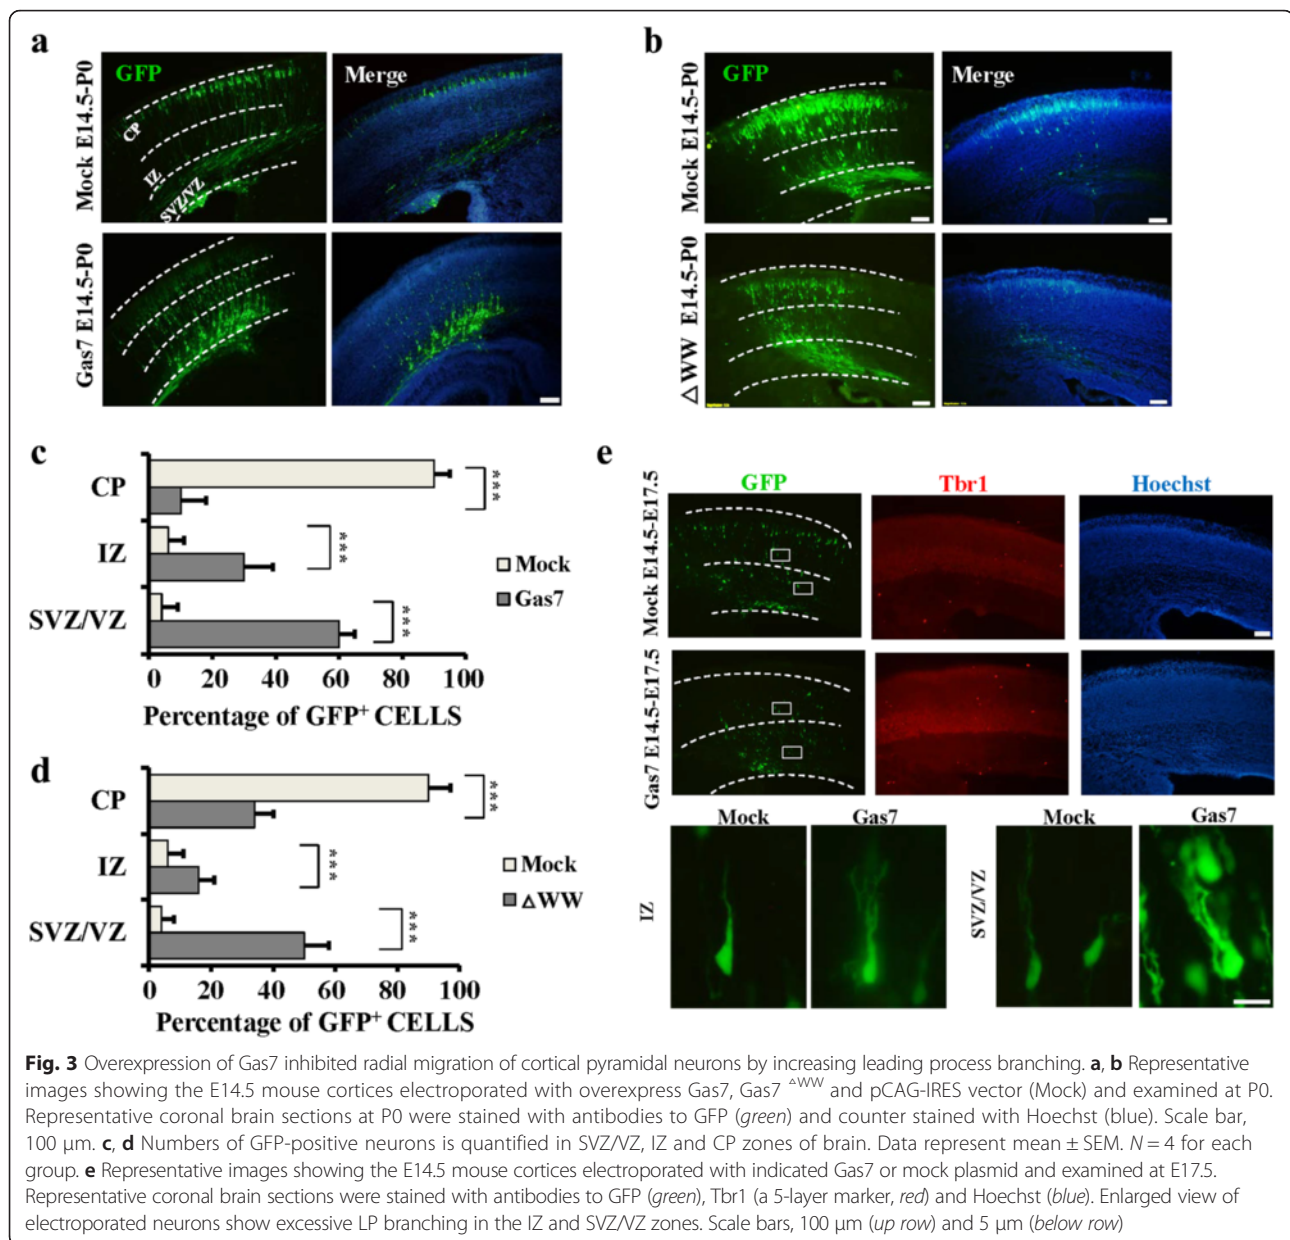 a
b
GFP
Merge
GFP
Merge
Mock E14.5-P0
CP
IZ
SVZ/VZ
Gas7 E14.5-P0
Mock E14.5-P0
△WW E14.5-P0
c
CP
IZ
SVZ/VZ
***
***
***
Mock
Gas7
0 20 40 60 80 100
Percentage of GFP⁺ CELLS
d
CP
IZ
SVZ/VZ
***
***
***
Mock
△WW
0 20 40 60 80 100
Percentage of GFP⁺ CELLS
e
GFP
Tbr1
Hoechst
Mock E14.5-E17.5
Gas7 E14.5-E17.5
Mock
Gas7
Mock
Gas7
IZ
SVZ/VZ
Fig. 3 Overexpression of Gas7 inhibited radial migration of cortical pyramidal neurons by increasing leading process branching. a, b Representative
images showing the E14.5 mouse cortices electroporated with overexpress Gas7, Gas7 △WW and pCAG-IRES vector (Mock) and examined at P0.
Representative coronal brain sections at P0 were stained with antibodies to GFP (green) and counter stained with Hoechst (blue). Scale bar,
100 μm. c, d Numbers of GFP-positive neurons is quantified in SVZ/VZ, IZ and CP zones of brain. Data represent mean ± SEM. N = 4 for each
group. e Representative images showing the E14.5 mouse cortices electroporated with indicated Gas7 or mock plasmid and examined at E17.5.
Representative coronal brain sections were stained with antibodies to GFP (green), Tbr1 (a 5-layer marker, red) and Hoechst (blue). Enlarged view of
electroporated neurons show excessive LP branching in the IZ and SVZ/VZ zones. Scale bars, 100 μm (up row) and 5 μm (below row)